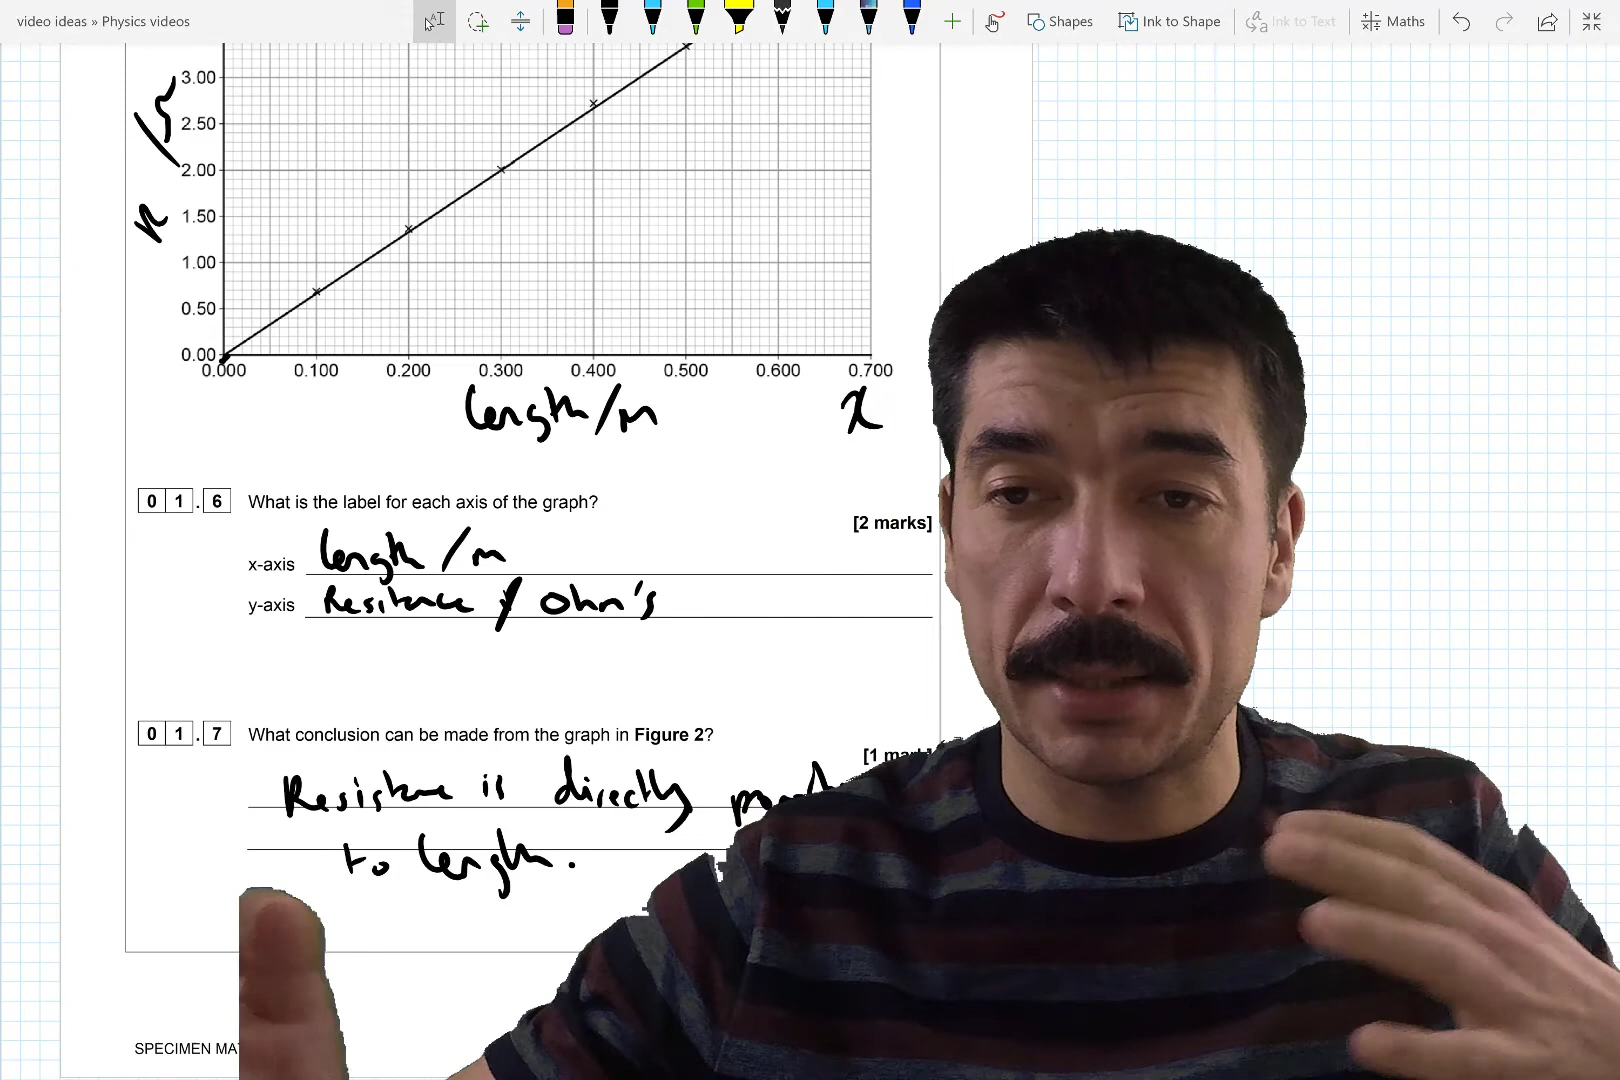 video ideas » Physics videos
Shapes
Ink to Shape
Ink to Text
Maths
3.00
2.50
2.00
1.50
1.00
0.50
0.00
0.000 0.100 0.200 0.300 0.400 0.500 0.600 0.700
R
length/m
x
0 1 . 6 What is the label for each axis of the graph?
[2 marks]
x-axis length / m
y-axis Resitance / Ohm's
0 1 . 7 What conclusion can be made from the graph in Figure 2?
[1 mark]
Resistance is directly
to length.
SPECIMEN MA